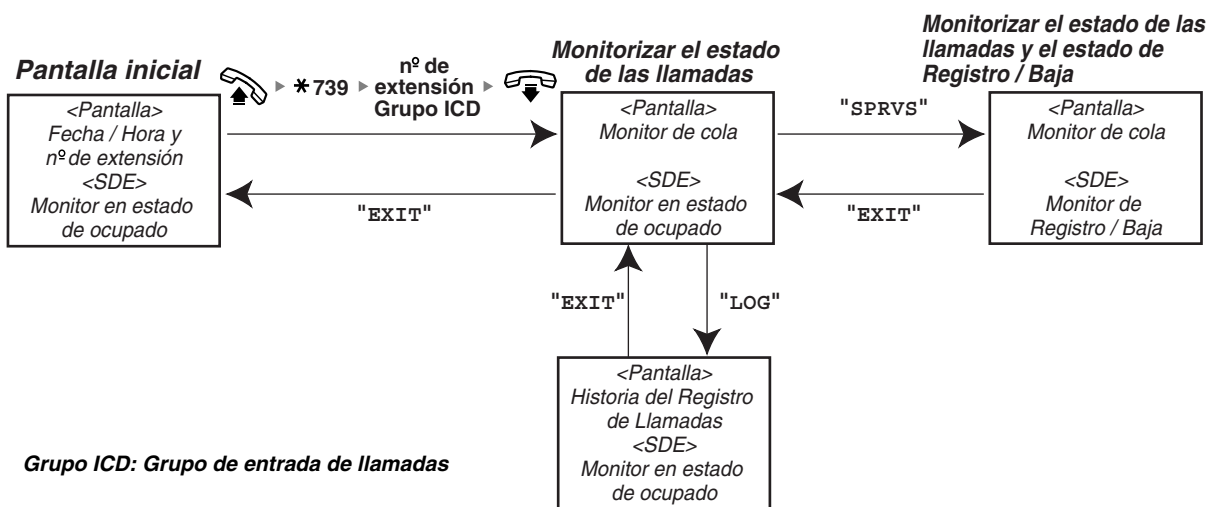 Pantalla inicial
<Pantalla>
Fecha / Hora y
nº de extensión
<SDE>
Monitor en estado
de ocupado
*739
nº de
extensión
Grupo ICD
"EXIT"
Monitorizar el estado
de las llamadas
<Pantalla>
Monitor de cola
<SDE>
Monitor en estado
de ocupado
"SPRVS"
"EXIT"
Monitorizar el estado de las
llamadas y el estado de
Registro / Baja
<Pantalla>
Monitor de cola
<SDE>
Monitor de
Registro / Baja
"EXIT"
"LOG"
<Pantalla>
Historia del Registro
de Llamadas
<SDE>
Monitor en estado
de ocupado
Grupo ICD: Grupo de entrada de llamadas